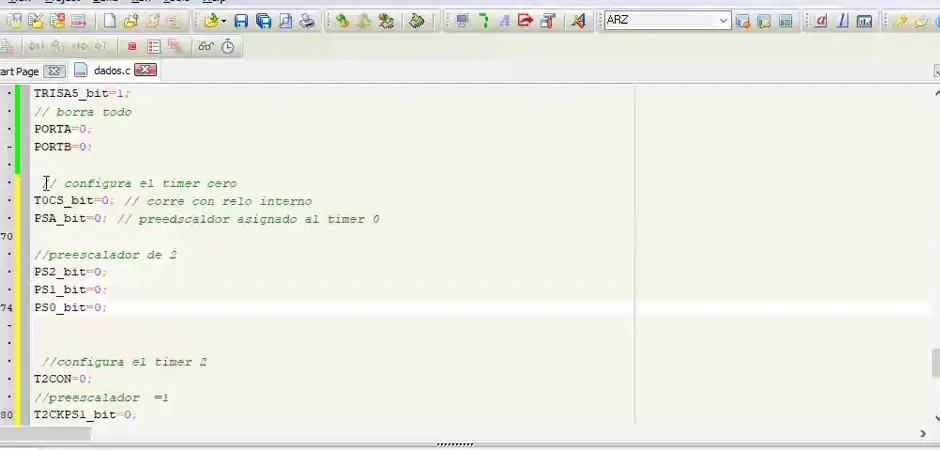 ARZ
art Page
dados.c
TRISA5_bit=1;
// borra todo
PORTA=0;
PORTB=0;
// configura el timer cero
T0CS_bit=0; // corre con relo interno
PSA_bit=0; // preedscaldor asignado al timer 0
70
//preescalador de 2
PS2_bit=0;
PS1_bit=0;
74 PS0_bit=0;
//configura el timer 2
T2CON=0;
//preescalador =1
80 T2CKPS1_bit=0;